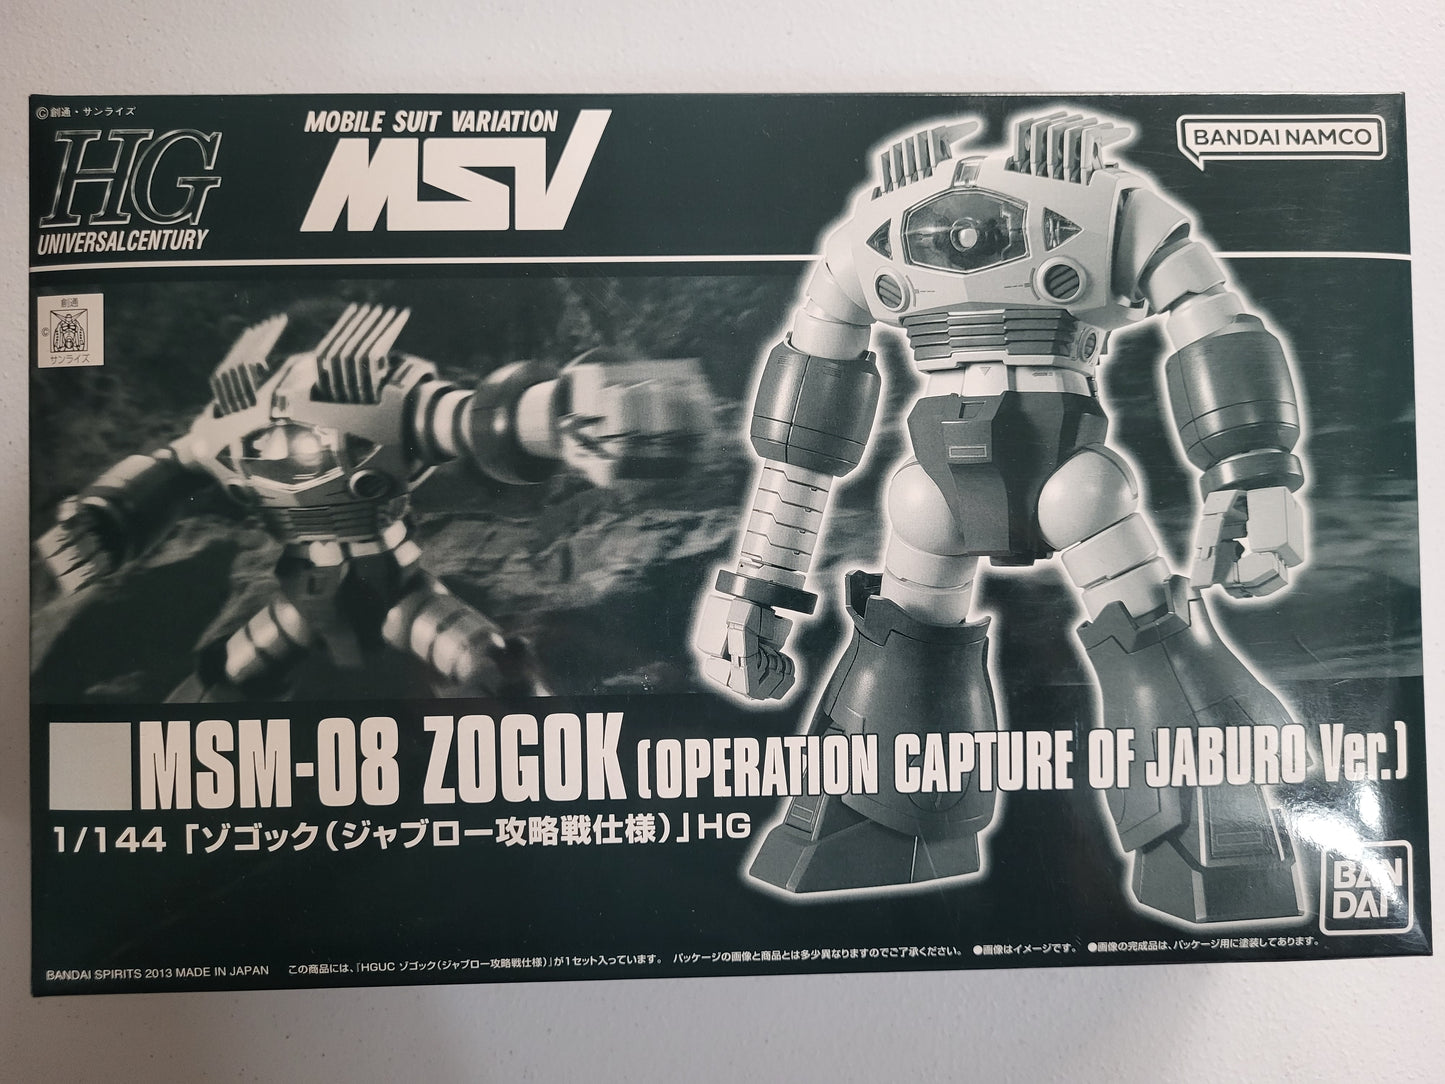 ©創通・サンライズ
HG
UNIVERSAL CENTURY
MOBILE SUIT VARIATION
MSV
BANDAI NAMCO
創通
©
サンライズ
MSM-08 ZOGOK (OPERATION CAPTURE OF JABURO Ver.)
1/144「ゾゴック(ジャブロー攻略戦仕様)」HG
BAN
DAI
BANDAI SPIRITS 2013 MADE IN JAPAN
この商品には、「HGUC ゾゴック(ジャブロー攻略戦仕様)」が1セット入っています。 パッケージの画像と商品とは多少異なりますのでご了承ください。 ●画像はイメージです。 ●画像の完成品は、パッケージ用に塗装してあります。